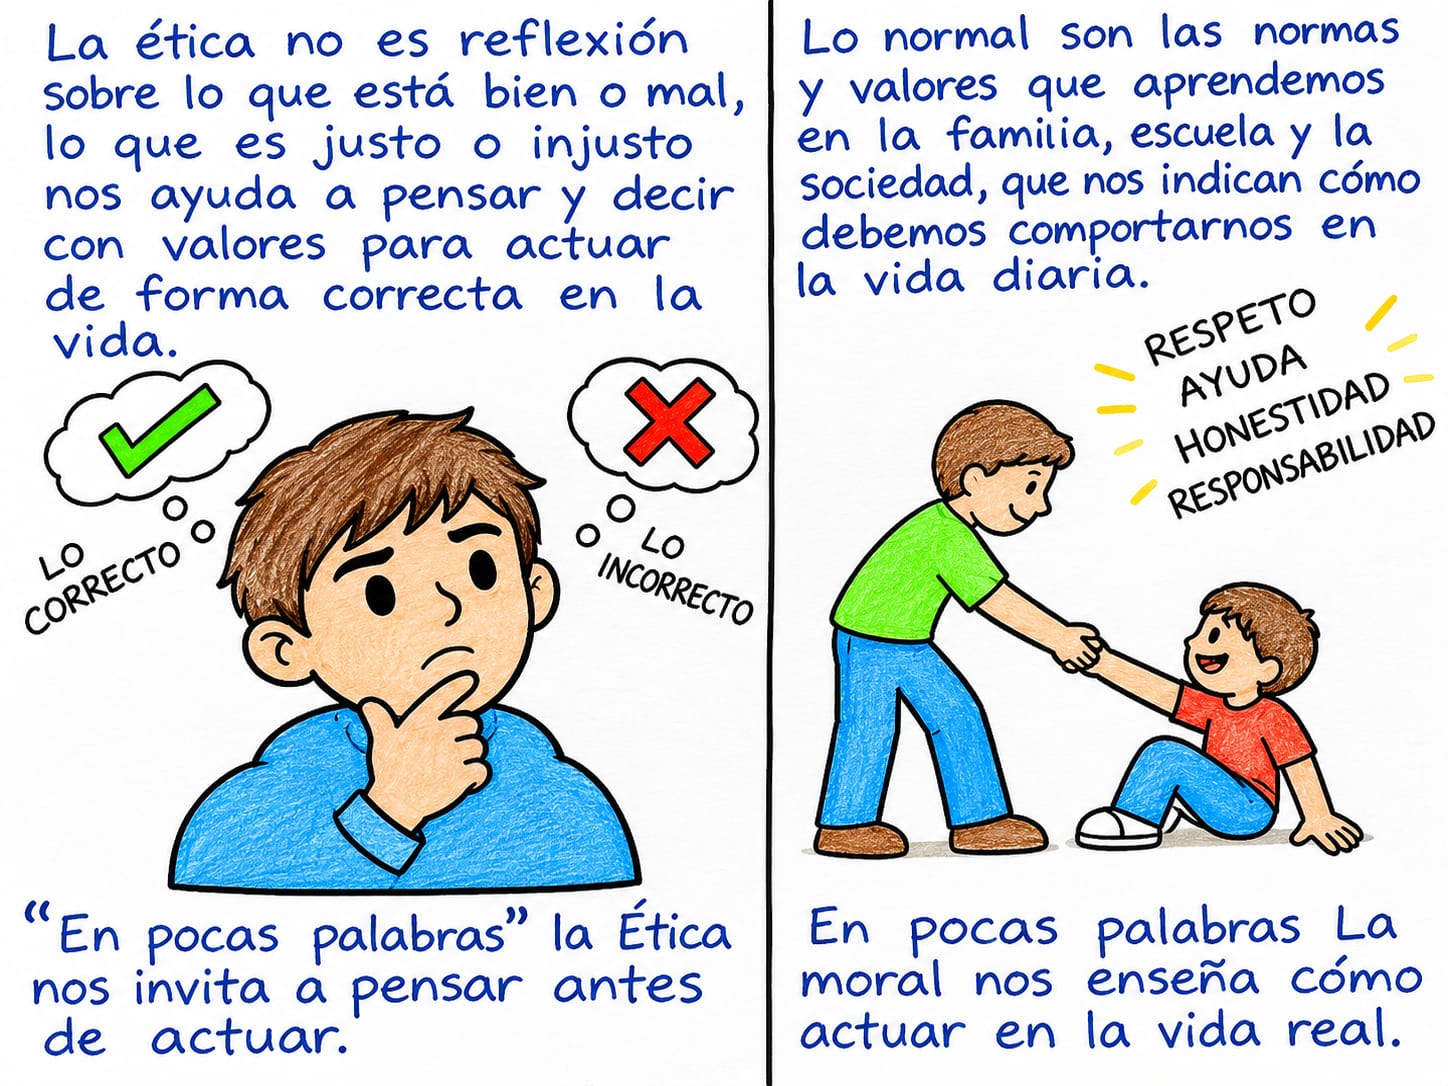 La ética no es reflexión
sobre lo que está bien o mal,
lo que es justo o injusto
nos ayuda a pensar y decir
con valores para actuar
de forma correcta en la
vida.
LO
CORRECTO
LO
INCORRECTO
"En pocas palabras" la Ética
nos invita a pensar antes
de actuar.
Lo normal son las normas
y valores que aprendemos
en la familia, escuela y la
sociedad, que nos indican cómo
debemos comportarnos en
la vida diaria.
RESPETO
AYUDA
HONESTIDAD
RESPONSABILIDAD
En pocas palabras La
moral nos enseña cómo
actuar en la vida real.